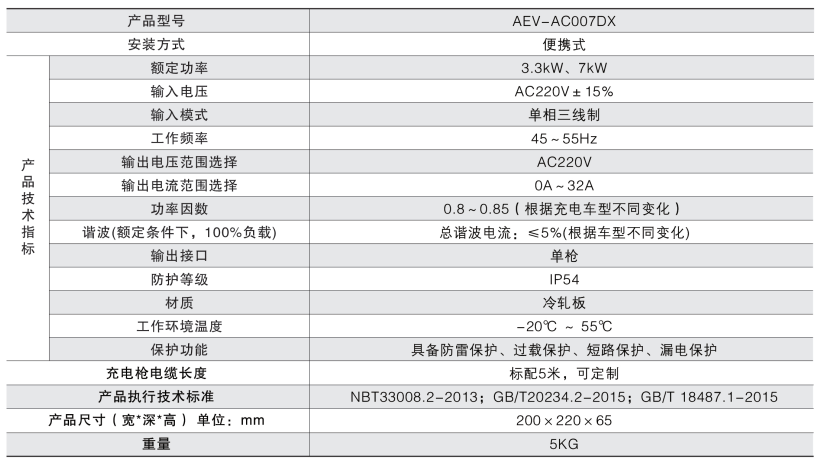 产品型号 AEV-AC007DX
安装方式 便携式
产品技术指标
额定功率 3.3kW、7kW
输入电压 AC220V±15%
输入模式 单相三线制
工作频率 45~55Hz
输出电压范围选择 AC220V
输出电流范围选择 0A~32A
功率因数 0.8~0.85（根据充电车型不同变化）
谐波(额定条件下，100%负载) 总谐波电流：≤5%(根据车型不同变化)
输出接口 单枪
防护等级 IP54
材质 冷轧板
工作环境温度 -20℃ ~ 55℃
保护功能 具备防雷保护、过载保护、短路保护、漏电保护
充电枪电缆长度 标配5米，可定制
产品执行技术标准 NBT33008.2-2013；GB/T20234.2-2015；GB/T 18487.1-2015
产品尺寸（宽*深*高）单位：mm 200×220×65
重量 5KG